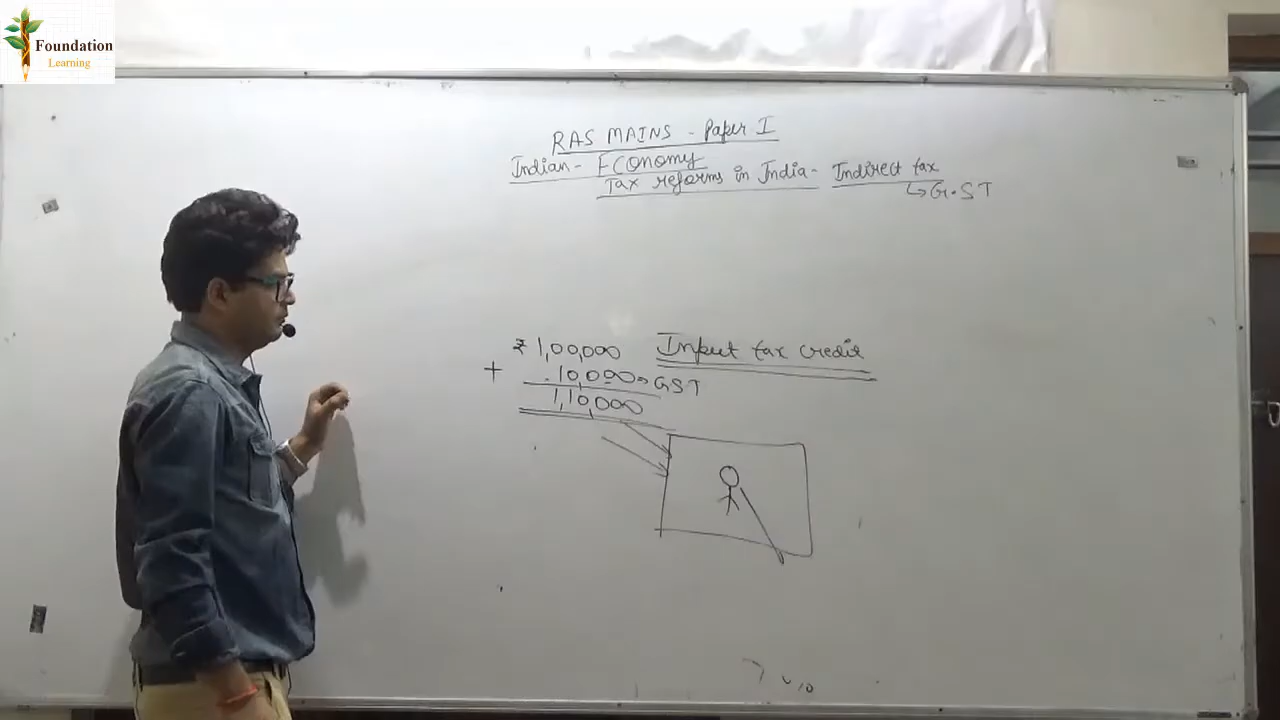 Foundation
Learning
RAS MAINS - Paper I
Indian - Economy
Tax reforms in India - Indirect tax
↳ G.ST
₹ 1,00,000 Input tax credit
+ 10,000 → GST
1,10,000